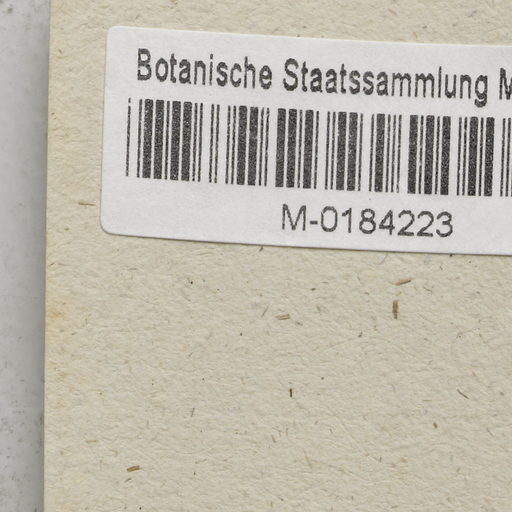 Botanische Staatssammlung M
M-0184223